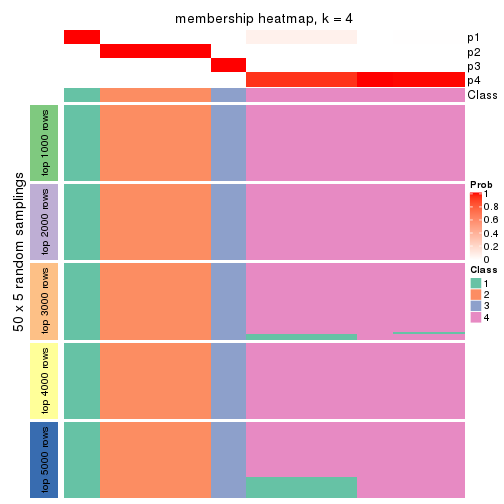 membership heatmap, k = 4
p1
p2
p3
p4
Class
50 x 5 random samplings
top 1000 rows
top 2000 rows
top 3000 rows
top 4000 rows
top 5000 rows
Prob
1
0.8
0.6
0.4
0.2
0
Class
1
2
3
4